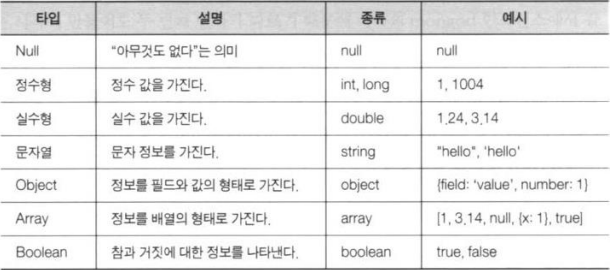 타입 설명 종류 예시
Null "아무것도 없다"는 의미 null null
정수형 정수 값을 가진다. int, long 1, 1004
실수형 실수 값을 가진다. double 1.24, 3.14
문자열 문자 정보를 가진다. string "hello", 'hello'
Object 정보를 필드와 값의 형태로 가진다. object {field: 'value', number: 1}
Array 정보를 배열의 형태로 가진다. array [1, 3.14, null, {x: 1}, true]
Boolean 참과 거짓에 대한 정보를 나타낸다. boolean true, false